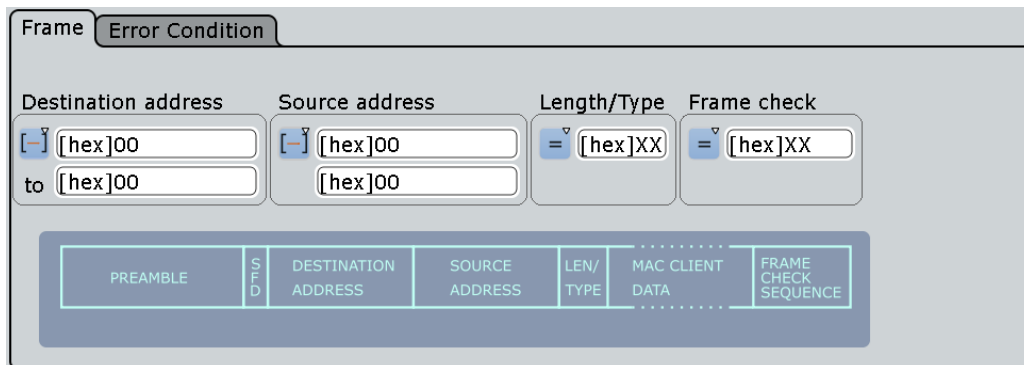 Frame Error Condition
Destination address Source address Length/Type Frame check
[–] [hex]00 [–] [hex]00 = [hex]XX = [hex]XX
to [hex]00 [hex]00
PREAMBLE
SFD
DESTINATION
ADDRESS
SOURCE
ADDRESS
LEN/
TYPE
MAC CLIENT
DATA
FRAME
CHECK
SEQUENCE